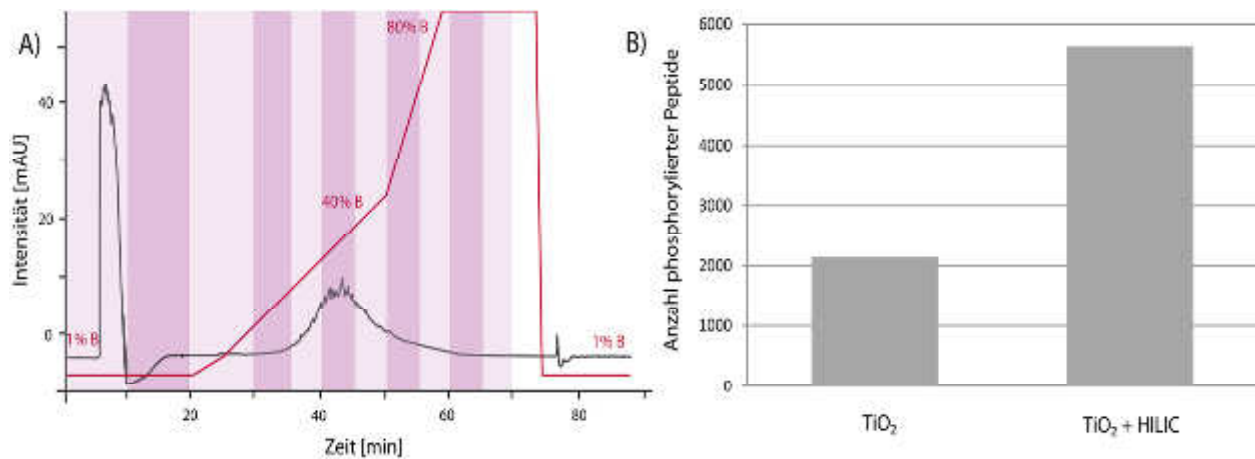 A)
80% B
40% B
1% B
1% B
Intensität [mAU]
40
20
0
0
20
40
60
80
Zeit [min]
B)
Anzahl phosphorylierter Peptide
6000
5000
4000
3000
2000
1000
0
TiO₂
TiO₂ + HILIC